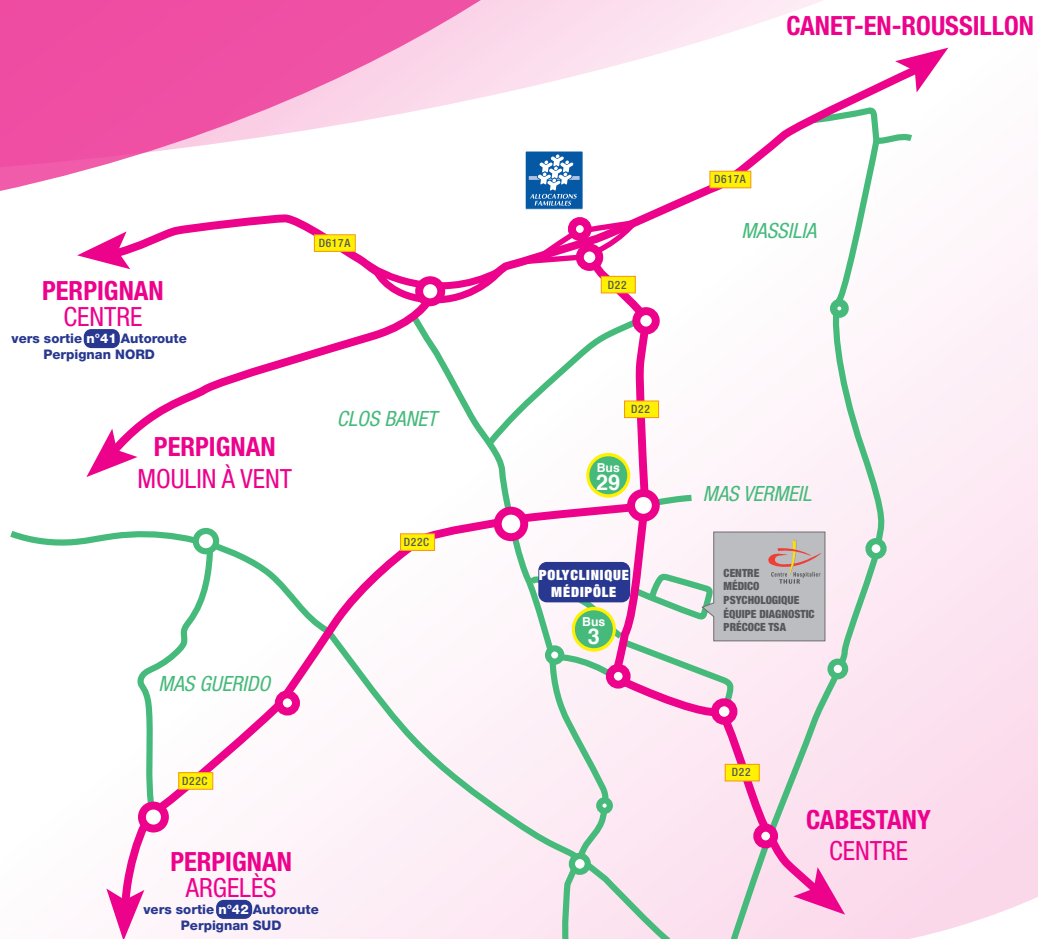 CANET-EN-ROUSSILLON
ALLOCATIONS
FAMILIALES
D617A
MASSILIA
D617A
PERPIGNAN
CENTRE
vers sortie n°41 Autoroute
Perpignan NORD
D22
CLOS BANET
D22
PERPIGNAN
MOULIN À VENT
Bus
29
MAS VERMEIL
D22C
POLYCLINIQUE
MÉDIPÔLE
Centre Hospitalier
THUIR
CENTRE
MÉDICO
PSYCHOLOGIQUE
ÉQUIPE DIAGNOSTIC
PRÉCOCE TSA
Bus
3
MAS GUERIDO
D22C
D22
CABESTANY
CENTRE
PERPIGNAN
ARGELÈS
vers sortie n°42 Autoroute
Perpignan SUD